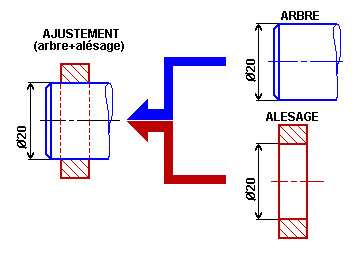 AJUSTEMENT
(arbre+alésage)
Ø20
ARBRE
Ø20
ALESAGE
Ø20